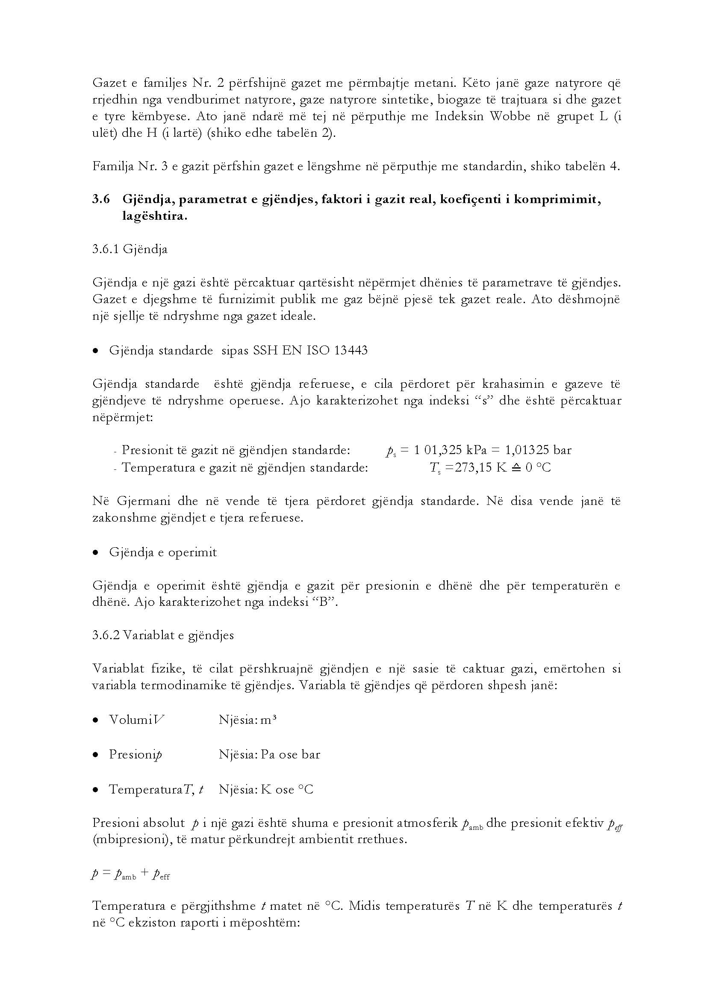 Gazet e familjes Nr. 2 përfshijnë gazet me përmbajtje metani. Këto janë gaze natyrore që
rrjedhin nga vendburimet natyrore, gaze natyrore sintetike, biogaze të trajtuara si dhe gazet
e tyre këmbyese. Ato janë ndarë më tej në përputhje me Indeksin Wobbe në grupet L (i
ulët) dhe H (i lartë) (shiko edhe tabelën 2).
Familja Nr. 3 e gazit përfshin gazet e lëngshme në përputhje me standardin, shiko tabelën 4.
3.6 Gjëndja, parametrat e gjëndjes, faktori i gazit real, koefiçenti i komprimimit,
lagështira.
3.6.1 Gjëndja
Gjëndja e një gazi është përcaktuar qartësisht nëpërmjet dhënies të parametrave të gjëndjes.
Gazet e djegshme të furnizimit publik me gaz bëjnë pjesë tek gazet reale. Ato dëshmojnë
një sjellje të ndryshme nga gazet ideale.
• Gjëndja standarde sipas SSH EN ISO 13443
Gjëndja standarde është gjëndja referuese, e cila përdoret për krahasimin e gazeve të
gjëndjeve të ndryshme operuese. Ajo karakterizohet nga indeksi “s” dhe është përcaktuar
nëpërmjet:
- Presionit të gazit në gjëndjen standarde: pₛ = 1 01,325 kPa = 1,01325 bar
- Temperatura e gazit në gjëndjen standarde: Tₛ =273,15 K ≙ 0 °C
Në Gjermani dhe në vende të tjera përdoret gjëndja standarde. Në disa vende janë të
zakonshme gjëndjet e tjera referuese.
• Gjëndja e operimit
Gjëndja e operimit është gjëndja e gazit për presionin e dhënë dhe për temperaturën e
dhënë. Ajo karakterizohet nga indeksi “B”.
3.6.2 Variablat e gjëndjes
Variablat fizike, të cilat përshkruajnë gjëndjen e një sasie të caktuar gazi, emërtohen si
variabla termodinamike të gjëndjes. Variabla të gjëndjes që përdoren shpesh janë:
• VolumiV Njësia: m³
• Presionip Njësia: Pa ose bar
• TemperaturaT, t Njësia: K ose °C
Presioni absolut p i një gazi është shuma e presionit atmosferik pamb dhe presionit efektiv peff
(mbipresioni), të matur përkundrejt ambientit rrethues.
p = pamb + peff
Temperatura e përgjithshme t matet në °C. Midis temperaturës T në K dhe temperaturës t
në °C ekziston raporti i mëposhtëm: